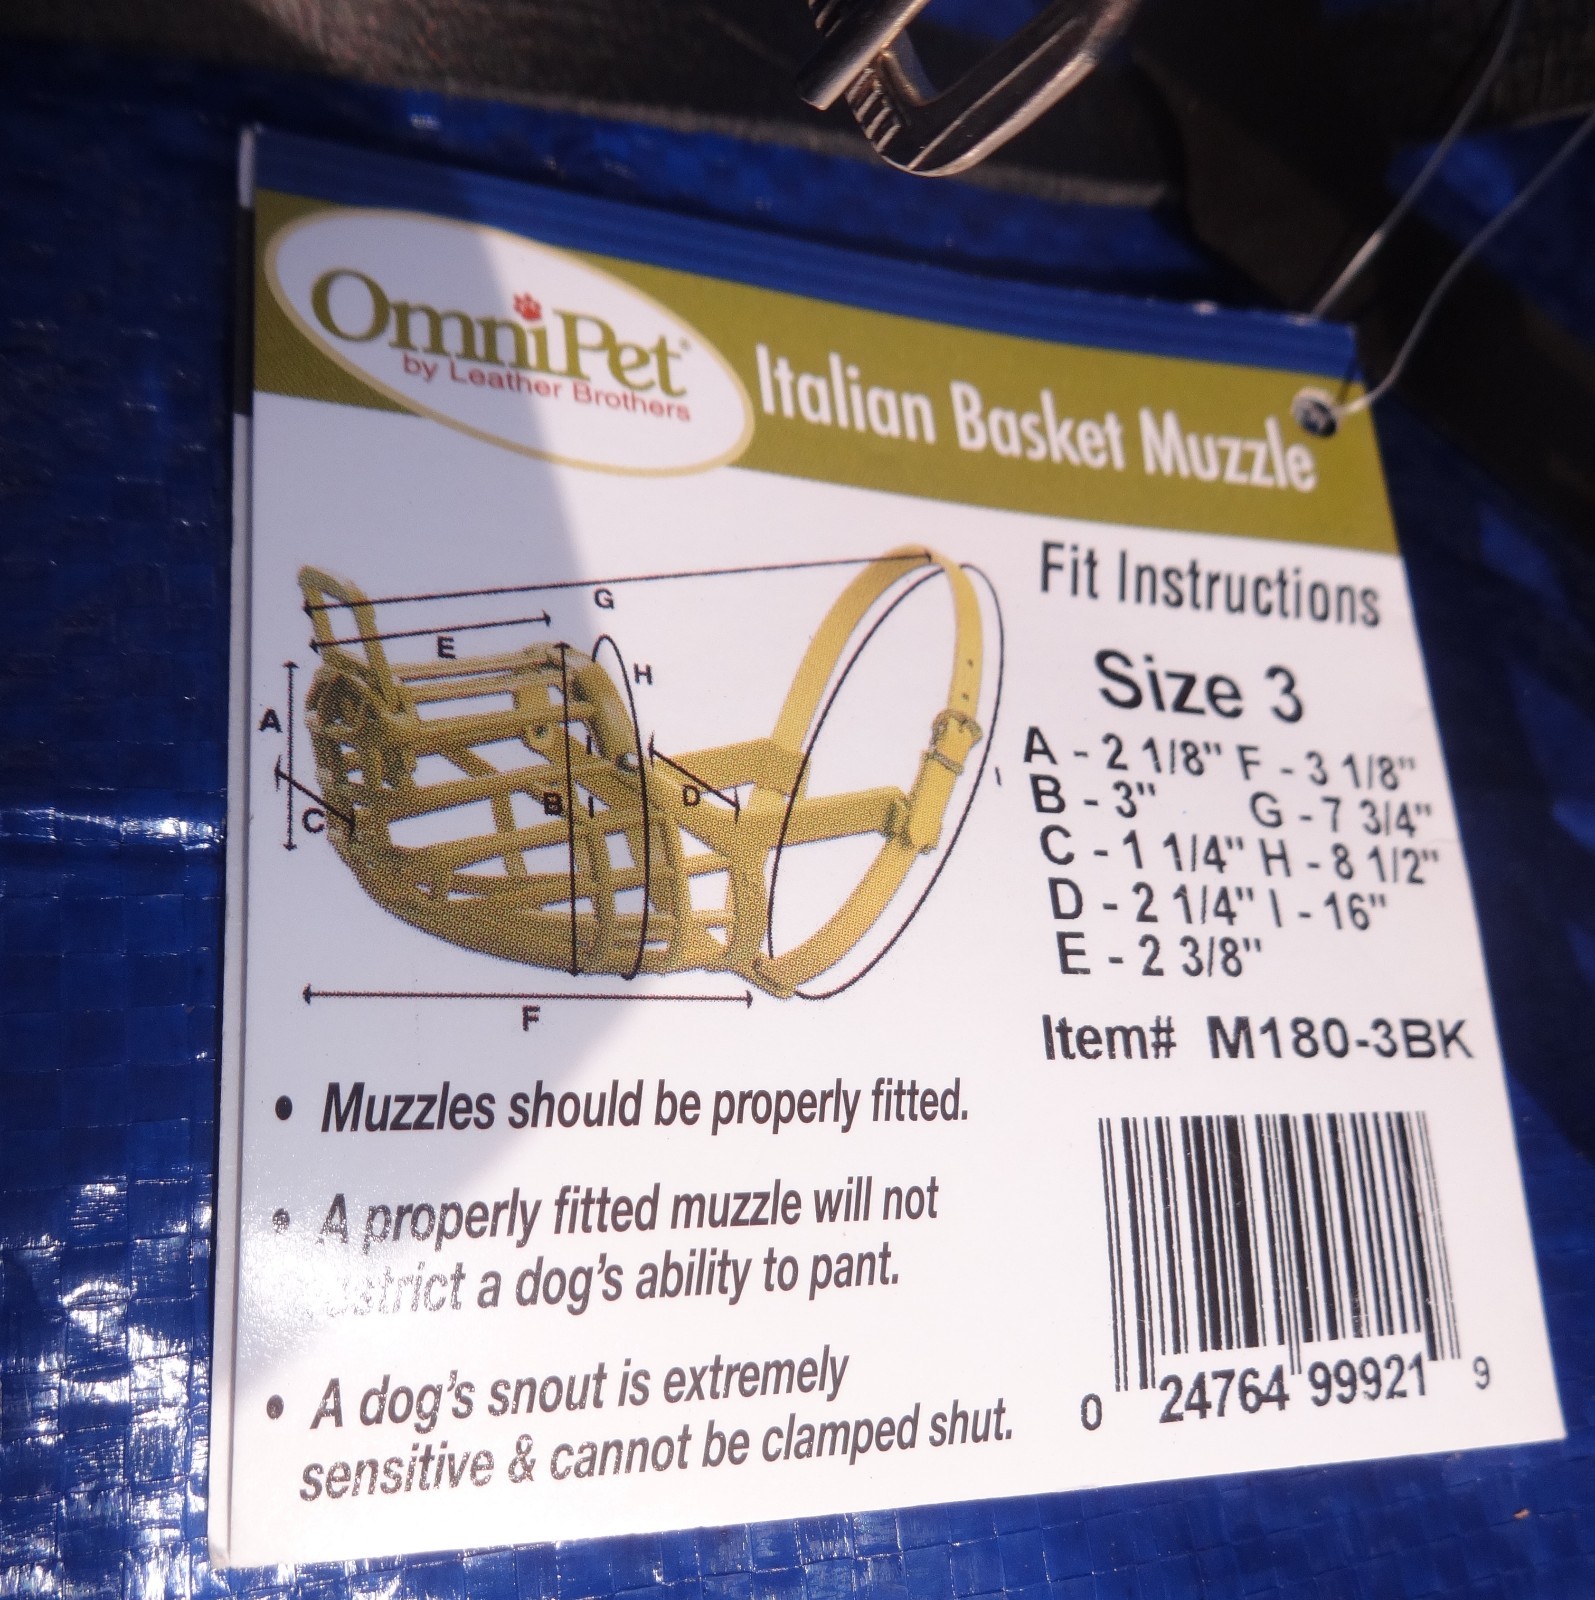 OmniPet®
by Leather Brothers
Italian Basket Muzzle
Fit Instructions
Size 3
A - 2 1/8" F - 3 1/8"
B - 3" G - 7 3/4"
C - 1 1/4" H - 8 1/2"
D - 2 1/4" I - 16"
E - 2 3/8"
Item# M180-3BK
G
E
H
A
I
B
I
D
I
C
F
• Muzzles should be properly fitted.
• A properly fitted muzzle will not
a dog's ability to pant.
• A dog's snout is extremely
sensitive & cannot be clamped shut.
0 24764 99921 9